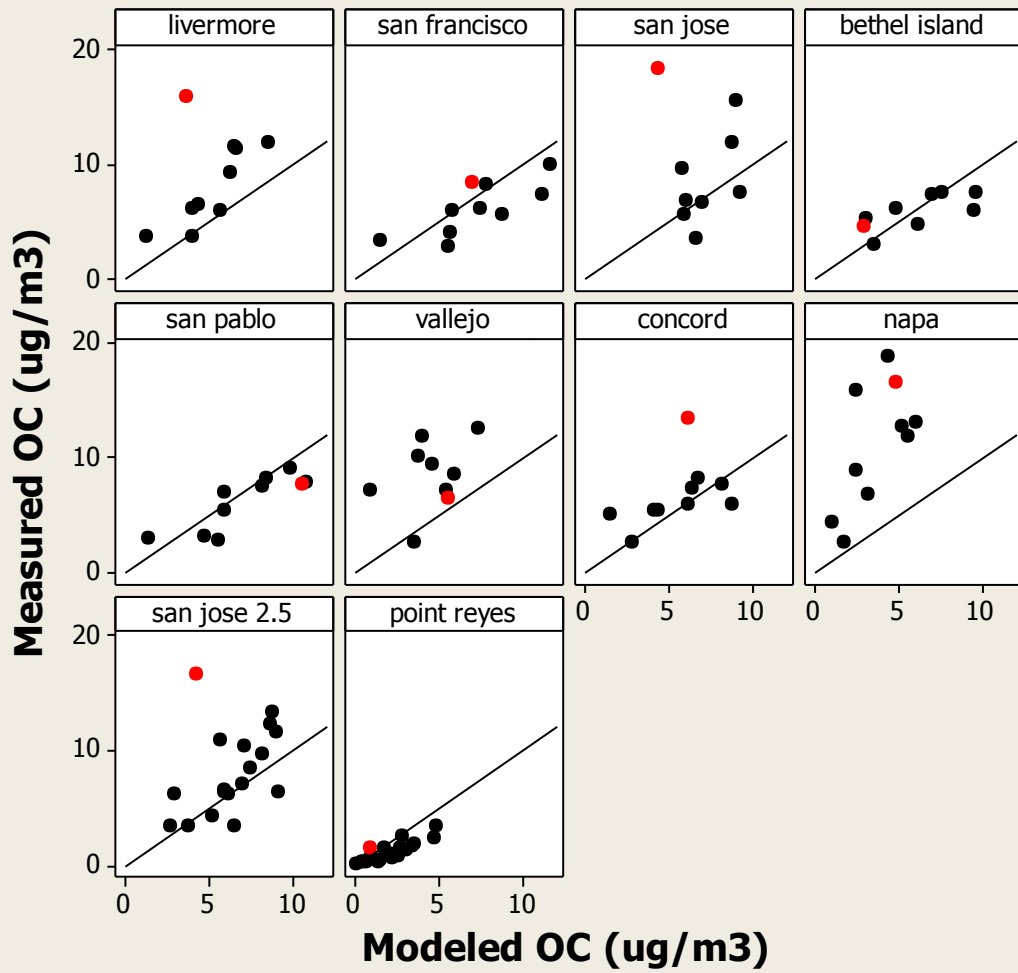 livermore san francisco san jose bethel island
20
10
0
san pablo vallejo concord napa
20
10
0
0 5 10 0 5 10
san jose 2.5 point reyes
20
10
0
0 5 10 0 5 10
Measured OC (ug/m3)
Modeled OC (ug/m3)